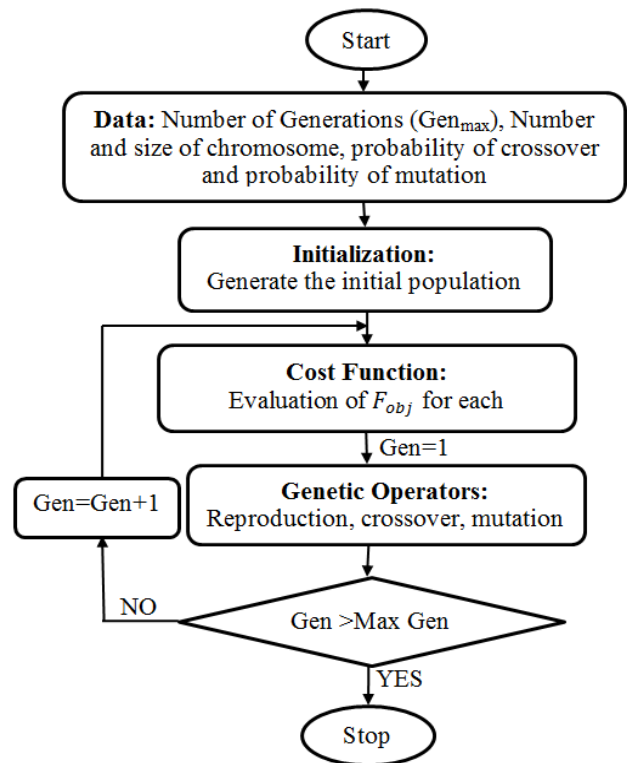 Start
Data: Number of Generations (Genmax), Number
and size of chromosome, probability of crossover
and probability of mutation
Initialization:
Generate the initial population
Cost Function:
Evaluation of Fobj for each
Gen=1
Gen=Gen+1
Genetic Operators:
Reproduction, crossover, mutation
NO
Gen >Max Gen
YES
Stop